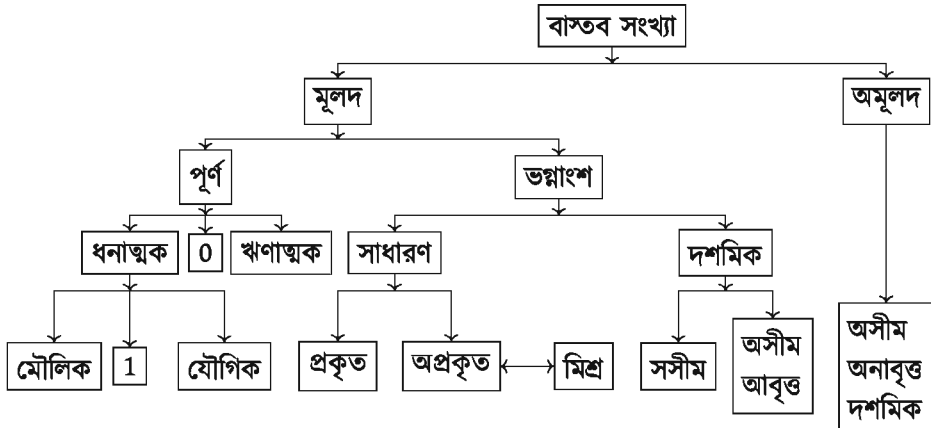 বাস্তব সংখ্যা
মূলদ
অমূলদ
পূর্ণ
ভগ্নাংশ
ধনাত্মক
0
ঋণাত্মক
সাধারণ
দশমিক
মৌলিক
1
যৌগিক
প্রকৃত
অপ্রকৃত
মিশ্র
সসীম
অসীম
আবৃত্ত
অসীম
অনাবৃত্ত
দশমিক